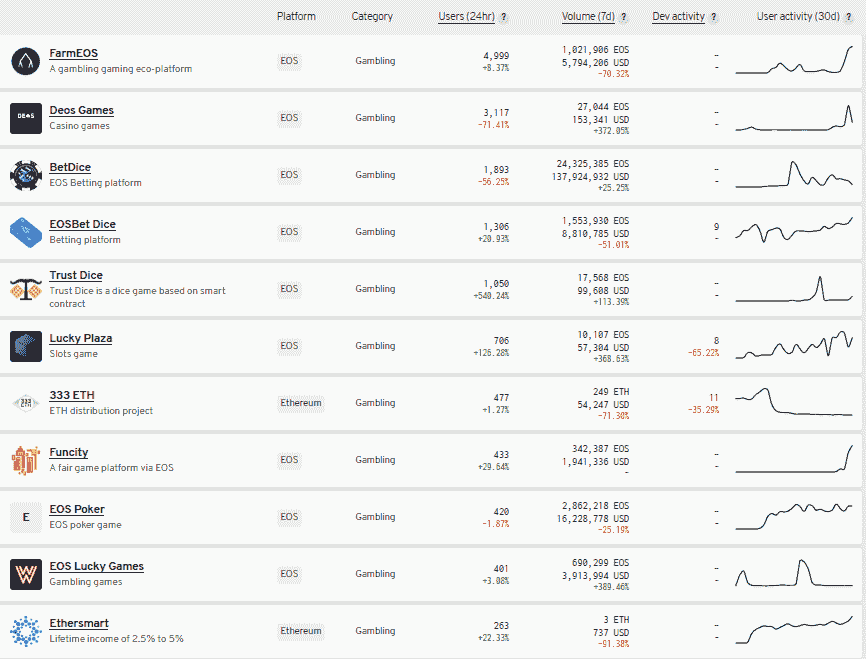 Platform Category Users (24hr) ? Volume (7d) ? Dev activity ? User activity (30d) ?
FarmEOS
A gambling gaming eco-platform
EOS
Gambling
4,999
+8.37%
1,021,906 EOS
5,794,206 USD
-70.32%
-
-
DEOS
Deos Games
Casino games
EOS
Gambling
3,117
-71.41%
27,044 EOS
153,341 USD
+372.05%
-
-
BetDice
EOS Betting platform
EOS
Gambling
1,893
-56.25%
24,325,385 EOS
137,924,932 USD
+25.25%
-
-
EOSBet Dice
Betting platform
EOS
Gambling
1,306
+20.93%
1,553,930 EOS
8,810,785 USD
-51.01%
9
-
Trust Dice
Trust Dice is a dice game based on smart
contract
EOS
Gambling
1,050
+540.24%
17,568 EOS
99,608 USD
+113.39%
-
-
Lucky Plaza
Slots game
EOS
Gambling
706
+126.28%
10,107 EOS
57,304 USD
+368.63%
8
-65.22%
333
ETH
333 ETH
ETH distribution project
Ethereum
Gambling
477
+1.27%
249 ETH
54,247 USD
-71.30%
11
-35.29%
Funcity
A fair game platform via EOS
EOS
Gambling
433
+29.64%
342,387 EOS
1,941,336 USD
-
-
-
E
EOS Poker
EOS poker game
EOS
Gambling
420
-1.87%
2,862,218 EOS
16,228,778 USD
-25.19%
-
-
W
EOS Lucky Games
Gambling games
EOS
Gambling
401
+3.08%
690,299 EOS
3,913,994 USD
+389.46%
-
-
Ethersmart
Lifetime income of 2.5% to 5%
Ethereum
Gambling
263
+22.33%
3 ETH
737 USD
-91.38%
-
-